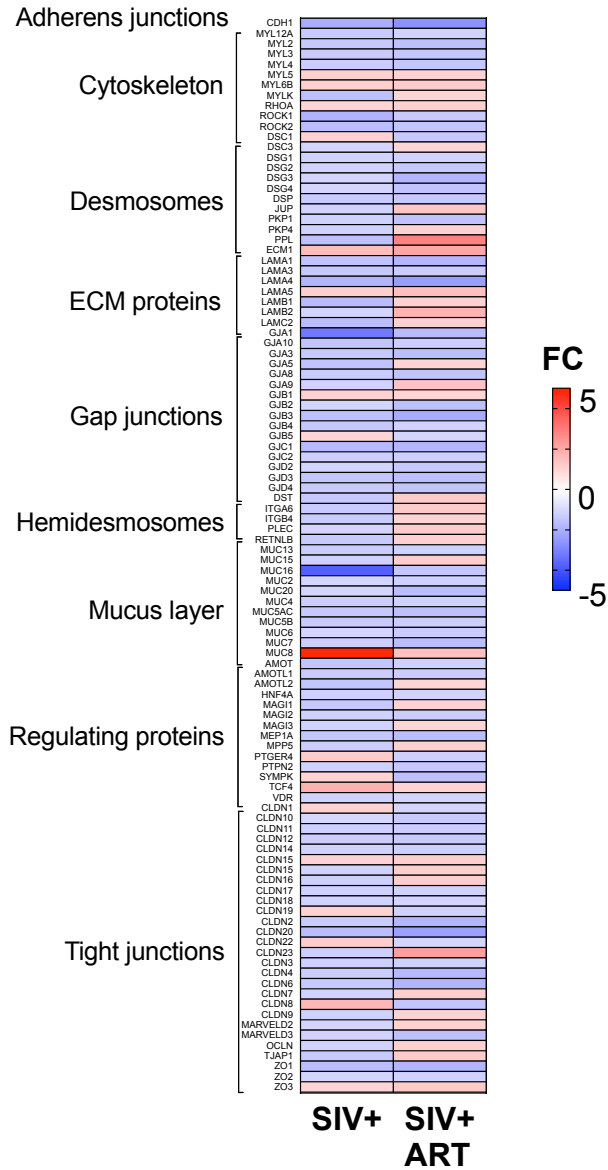 Adherens junctions
CDH1
MYL12A
MYL2
MYL3
MYL4
MYL5
MYL6B
MYLK
RHOA
ROCK1
ROCK2
DSC1
Cytoskeleton
DSC3
DSG1
DSG2
DSG3
DSG4
DSP
JUP
PKP1
PKP4
PPL
ECM1
Desmosomes
LAMA1
LAMA3
LAMA4
LAMA5
LAMB1
LAMB2
LAMC2
GJA1
ECM proteins
GJA10
GJA3
GJA5
GJA8
GJA9
GJB1
GJB2
GJB3
GJB4
GJB5
GJC1
GJC2
GJD2
GJD3
GJD4
DST
Gap junctions
ITGA6
ITGB4
PLEC
RETNLB
Hemidesmosomes
MUC13
MUC15
MUC16
MUC2
MUC20
MUC4
MUC5AC
MUC5B
MUC6
MUC7
MUC8
AMOT
Mucus layer
AMOTL1
AMOTL2
HNF4A
MAGI1
MAGI2
MAGI3
MEP1A
MPP5
PTGER4
PTPN2
SYMPK
TCF4
VDR
CLDN1
Regulating proteins
CLDN10
CLDN11
CLDN12
CLDN14
CLDN15
CLDN15
CLDN16
CLDN17
CLDN18
CLDN19
CLDN2
CLDN20
CLDN22
CLDN23
CLDN3
CLDN4
CLDN6
CLDN7
CLDN8
CLDN9
MARVELD2
MARVELD3
OCLN
TJAP1
ZO1
ZO2
ZO3
Tight junctions
FC
5
0
-5
SIV+
SIV+
ART